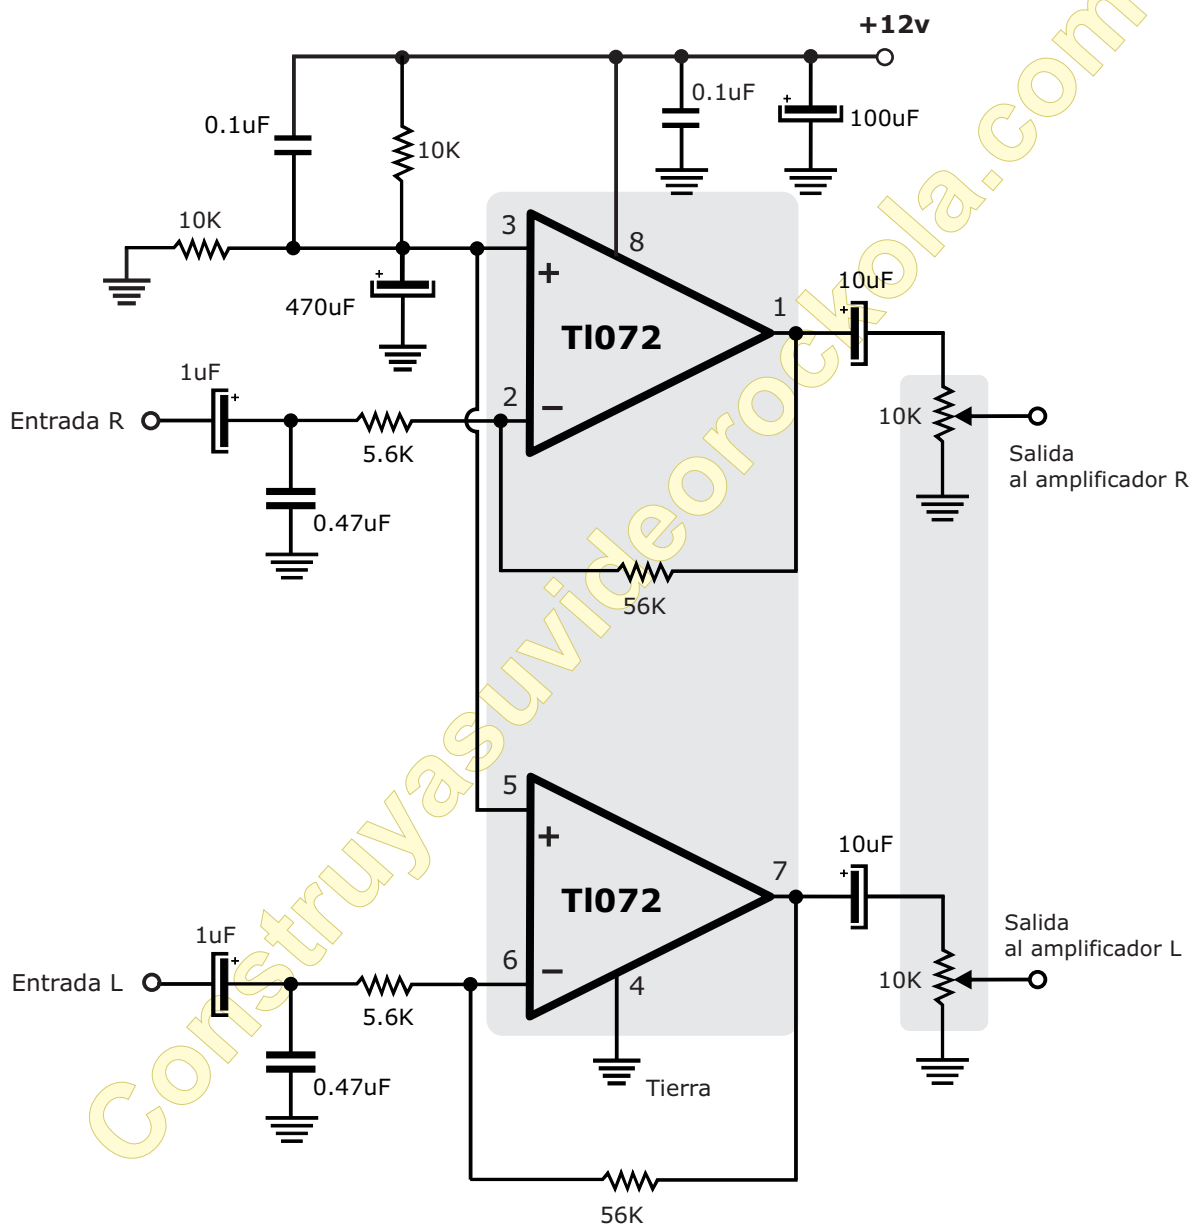 +12v
0.1uF
10K
0.1uF
100uF
10K
3
8
+
470uF
Tl072
1
10uF
1uF
2
−
Entrada R
5.6K
10K
Salida
al amplificador R
0.47uF
56K
5
+
10uF
7
Tl072
1uF
6
−
4
Salida
al amplificador L
Entrada L
5.6K
10K
0.47uF
Tierra
56K
Construyasuvideorockola.com